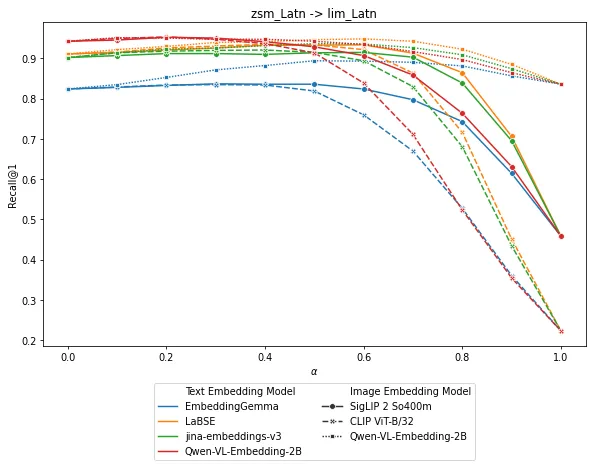 zsm_Latn -> lim_Latn
Recall@1
0.9
0.8
0.7
0.6
0.5
0.4
0.3
0.2
0.0 0.2 0.4 0.6 0.8 1.0
α
Text Embedding Model Image Embedding Model
EmbeddingGemma SigLIP 2 So400m
LaBSE CLIP ViT-B/32
jina-embeddings-v3 Qwen-VL-Embedding-2B
Qwen-VL-Embedding-2B